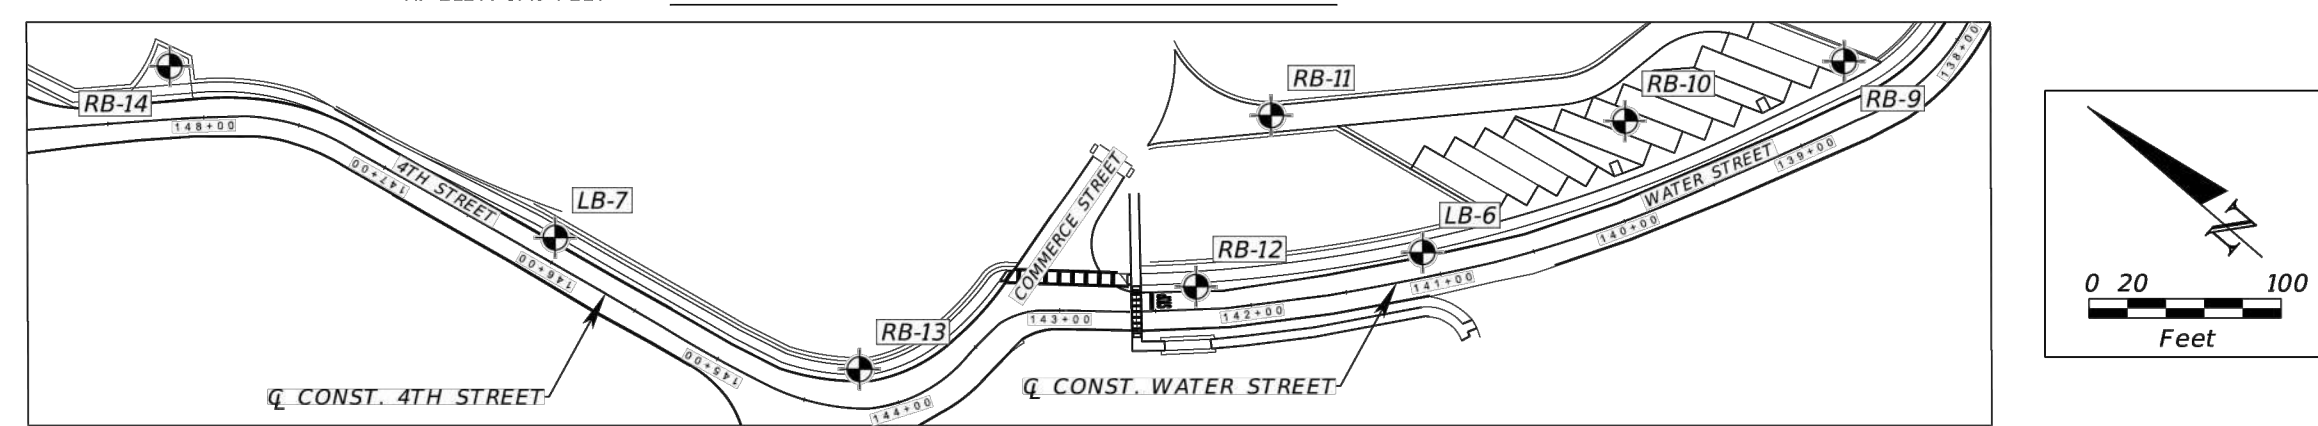 RB-14
148+00
147+00
4TH STREET
LB-7
146+00
RB-13
145+00
℄ CONST. 4TH STREET
144+00
COMMERCE STREET
143+00
RB-11
RB-12
142+00
LB-6
141+00
℄ CONST. WATER STREET
RB-10
WATER STREET
140+00
139+00
RB-9
138+00
N
0 20 100
Feet